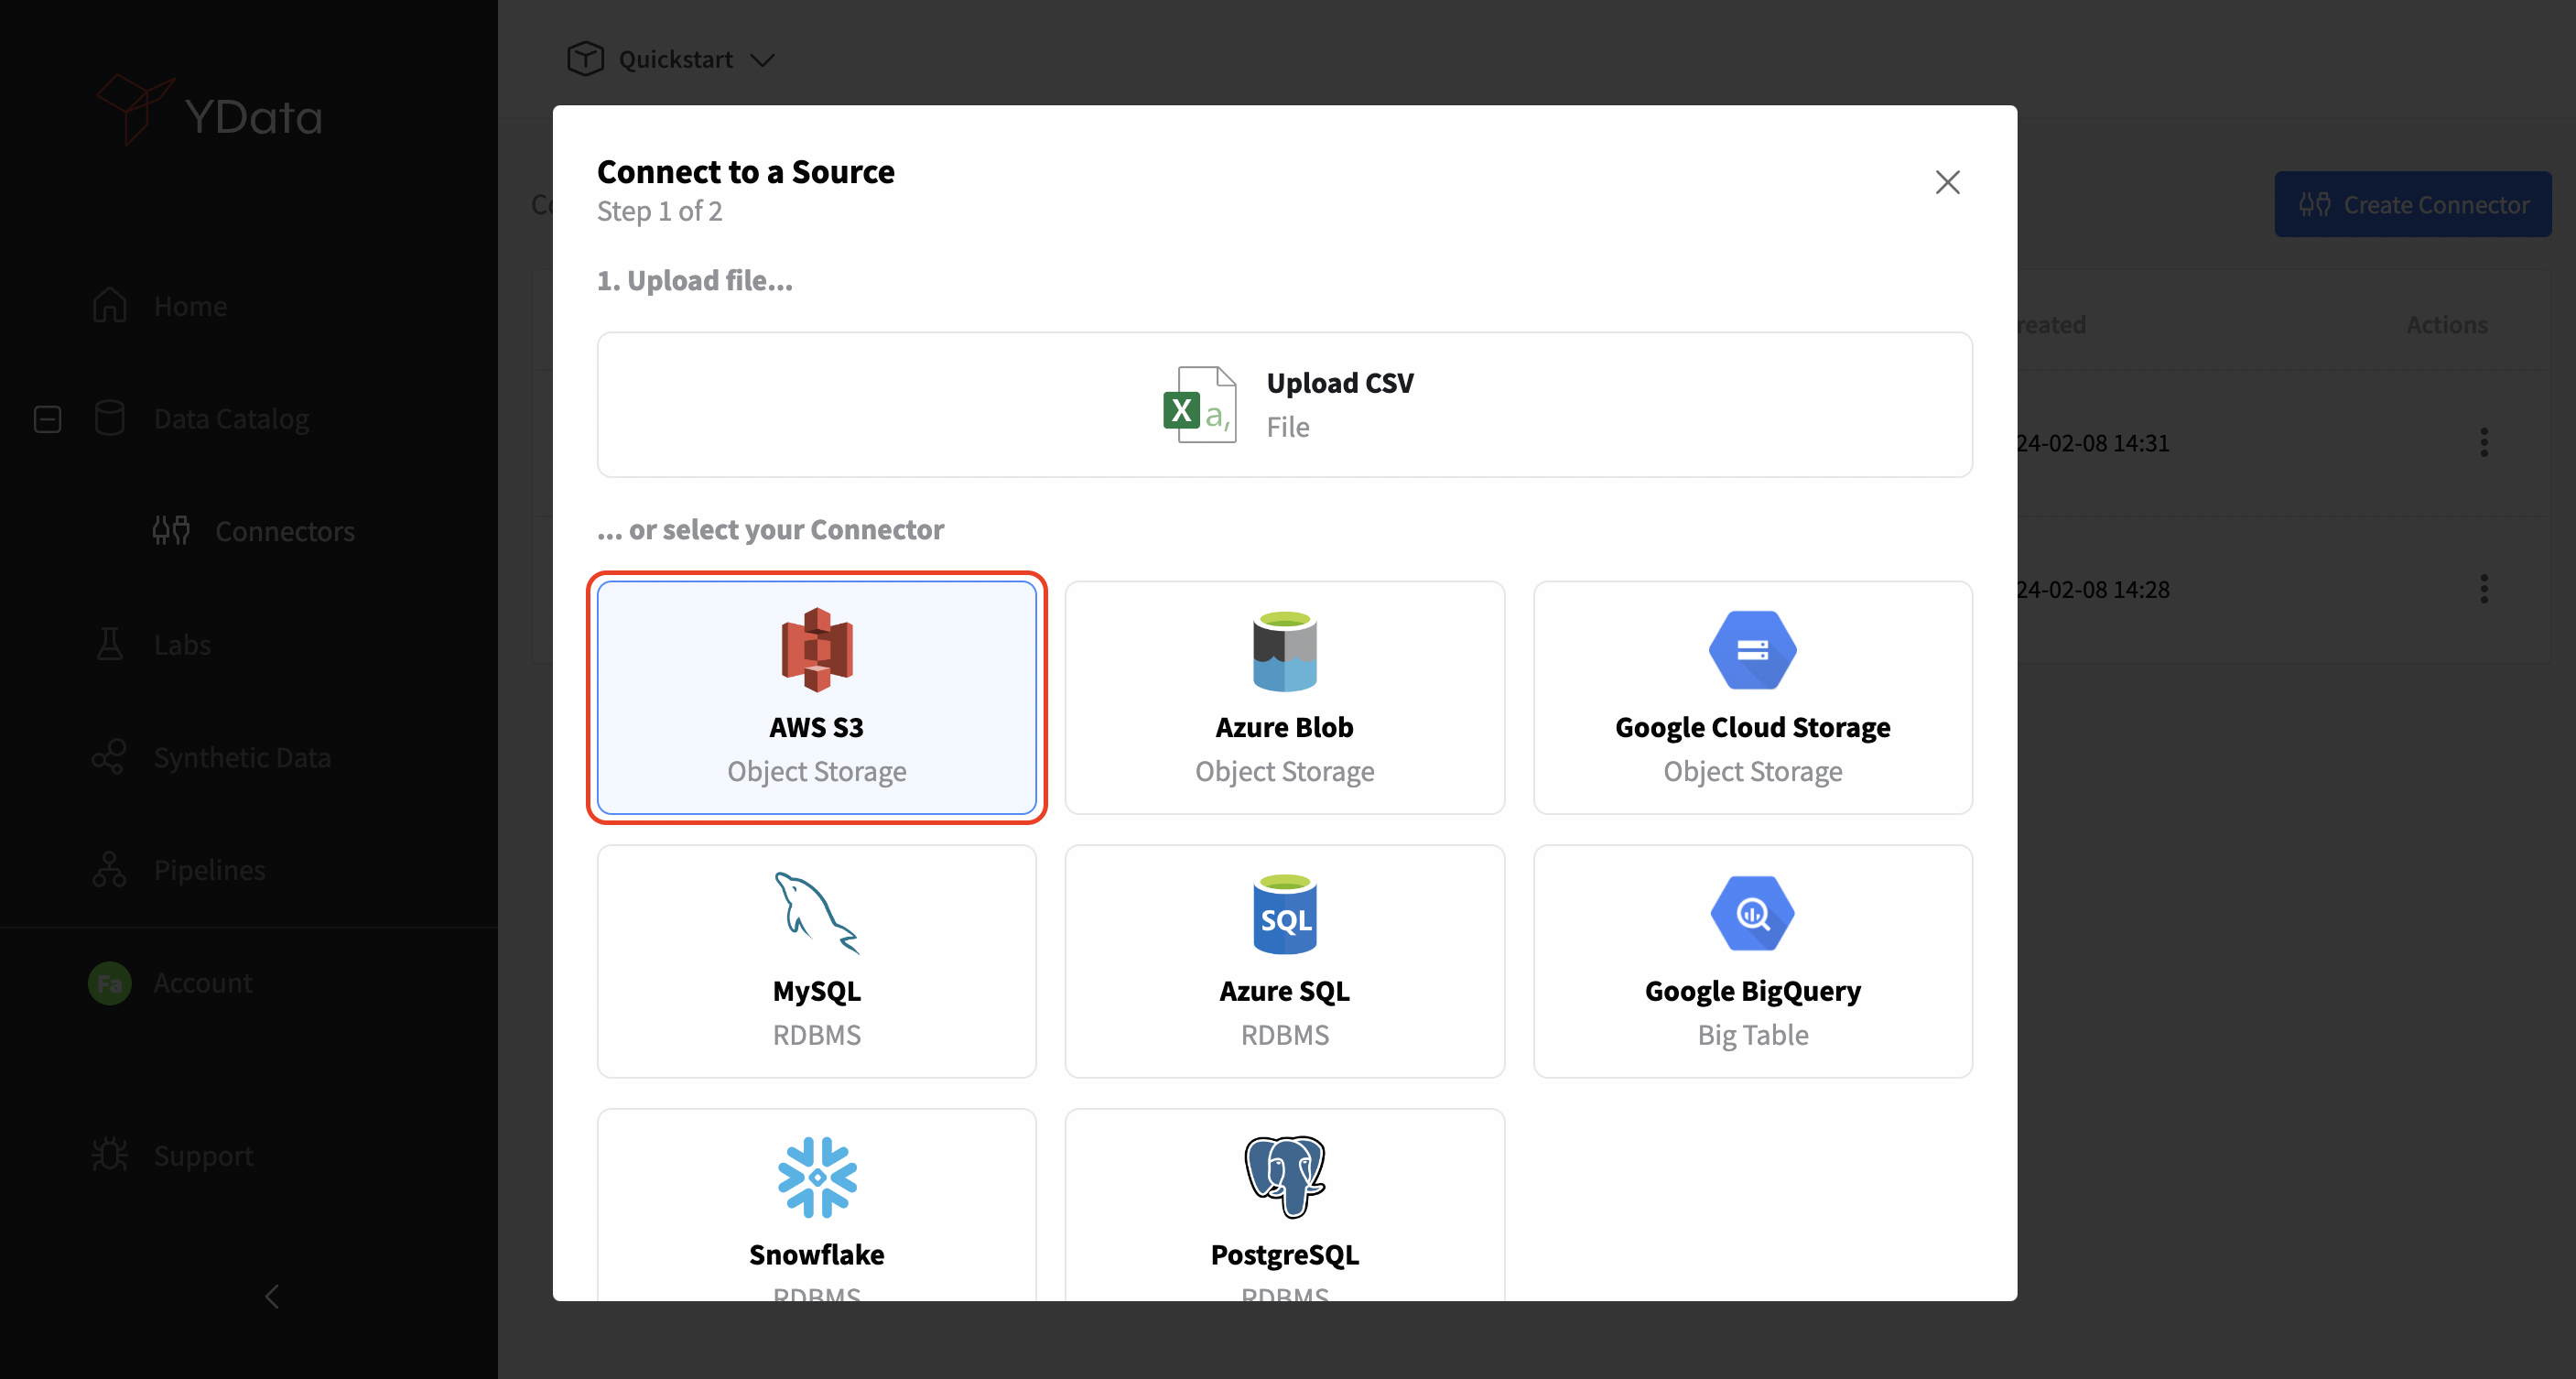 YData
Home
Data Catalog
Connectors
Labs
Synthetic Data
Pipelines
Fa
Account
Support
Quickstart
Create Connector
reated
Actions
24-02-08 14:31
24-02-08 14:28
Connect to a Source
Step 1 of 2
1. Upload file...
X a,
Upload CSV
File
... or select your Connector
AWS S3
Object Storage
Azure Blob
Object Storage
Google Cloud Storage
Object Storage
MySQL
RDBMS
SQL
Azure SQL
RDBMS
Google BigQuery
Big Table
Snowflake
RDBMS
PostgreSQL
RDBMS